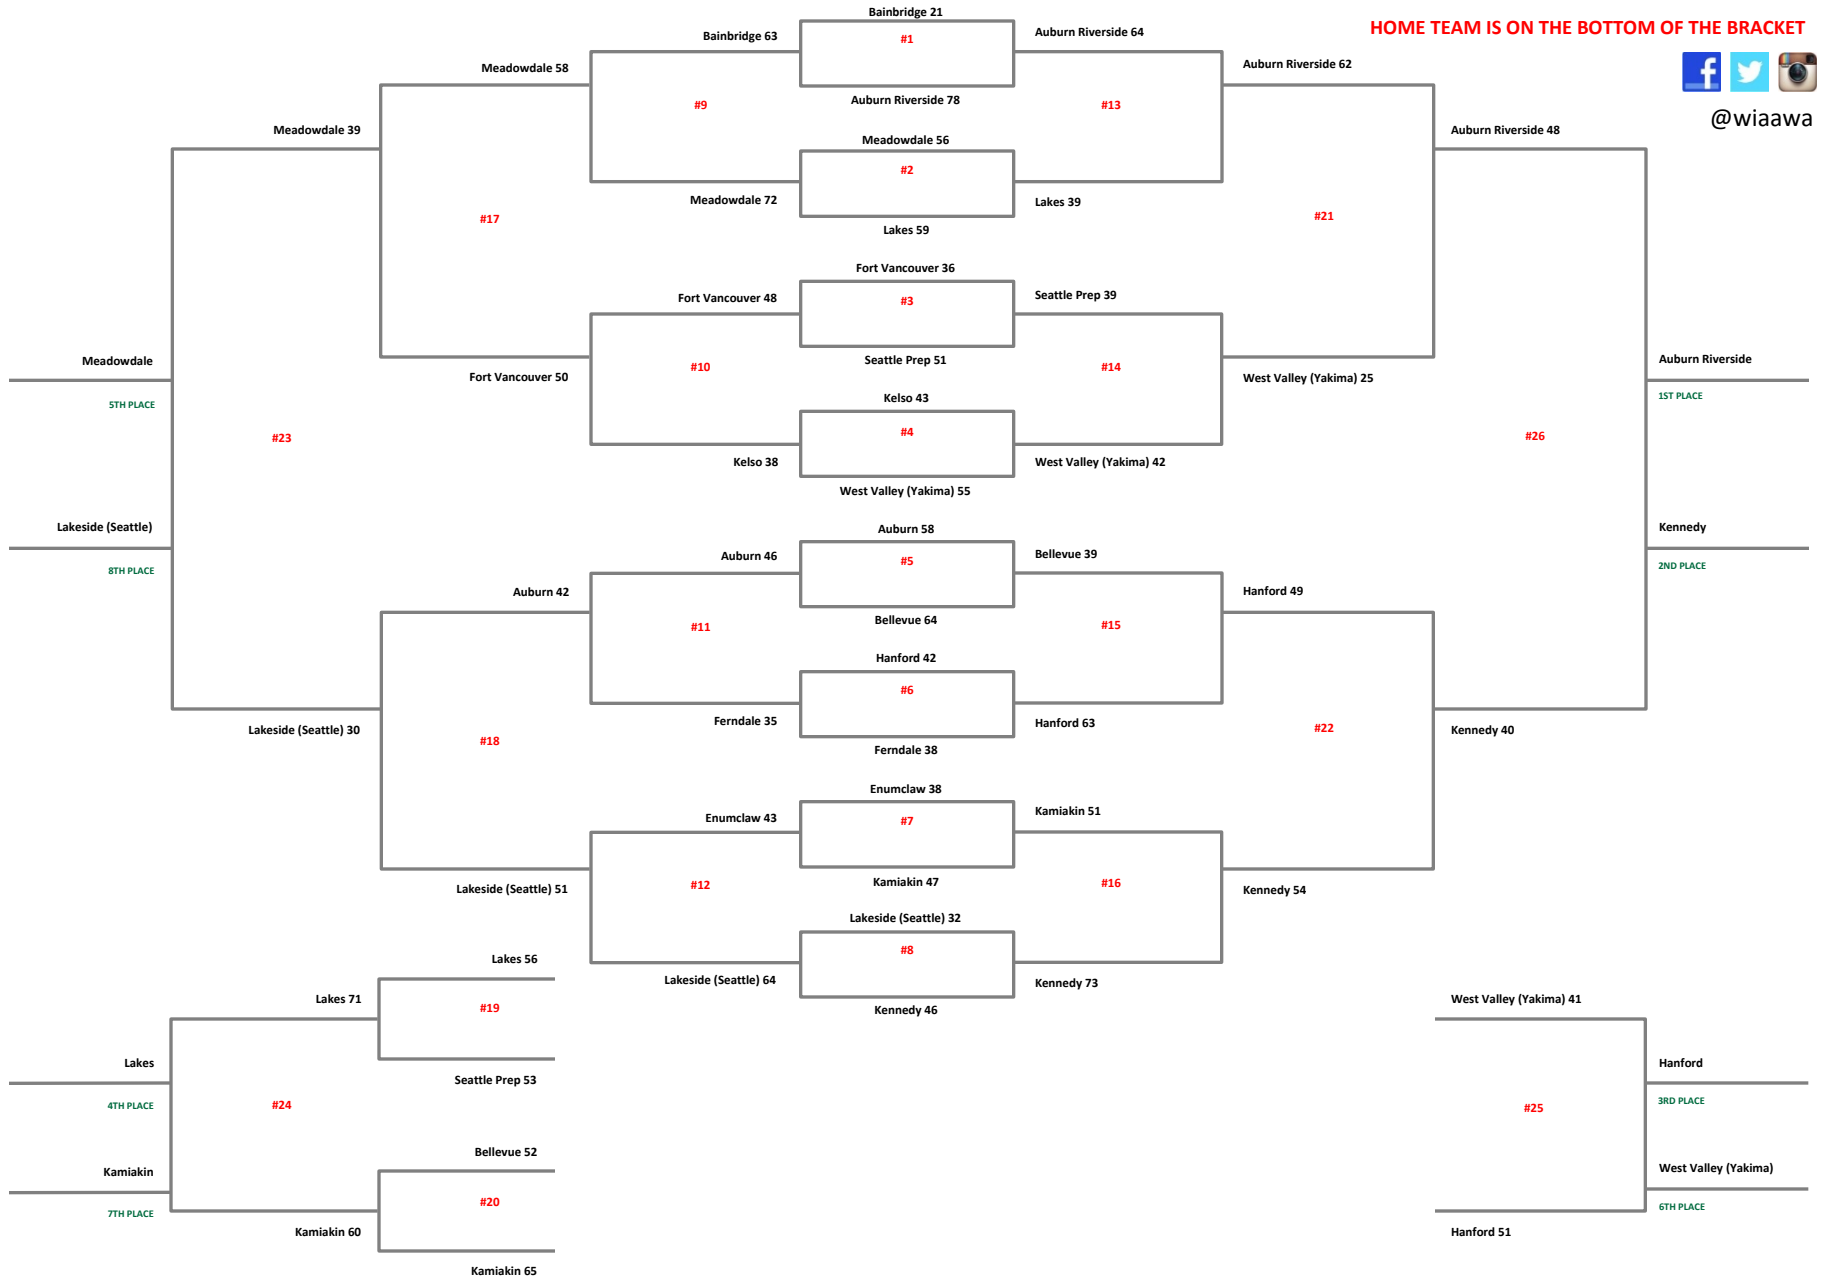 HOME TEAM IS ON THE BOTTOM OF THE BRACKET
@wiaawa
Bainbridge 21
#1
Auburn Riverside 78
Meadowdale 56
#2
Lakes 59
Fort Vancouver 36
#3
Seattle Prep 51
Kelso 43
#4
West Valley (Yakima) 55
Auburn 58
#5
Bellevue 64
Hanford 42
#6
Ferndale 38
Enumclaw 38
#7
Kamiakin 47
Lakeside (Seattle) 32
#8
Kennedy 46
Bainbridge 63
#9
Meadowdale 72
Fort Vancouver 48
#10
Kelso 38
Auburn 46
#11
Ferndale 35
Enumclaw 43
#12
Lakeside (Seattle) 64
Auburn Riverside 64
#13
Lakes 39
Seattle Prep 39
#14
West Valley (Yakima) 42
Bellevue 39
#15
Hanford 63
Kamiakin 51
#16
Kennedy 73
Meadowdale 58
#17
Fort Vancouver 50
Auburn 42
#18
Lakeside (Seattle) 51
Lakes 56
#19
Seattle Prep 53
Bellevue 52
#20
Kamiakin 65
Auburn Riverside 62
#21
West Valley (Yakima) 25
Hanford 49
#22
Kennedy 54
Meadowdale 39
#23
Lakeside (Seattle) 30
Meadowdale
5TH PLACE
Lakeside (Seattle)
8TH PLACE
Lakes 71
#24
Kamiakin 60
Lakes
4TH PLACE
Kamiakin
7TH PLACE
West Valley (Yakima) 41
#25
Hanford 51
Hanford
3RD PLACE
West Valley (Yakima)
6TH PLACE
Auburn Riverside 48
#26
Kennedy 40
Auburn Riverside
1ST PLACE
Kennedy
2ND PLACE